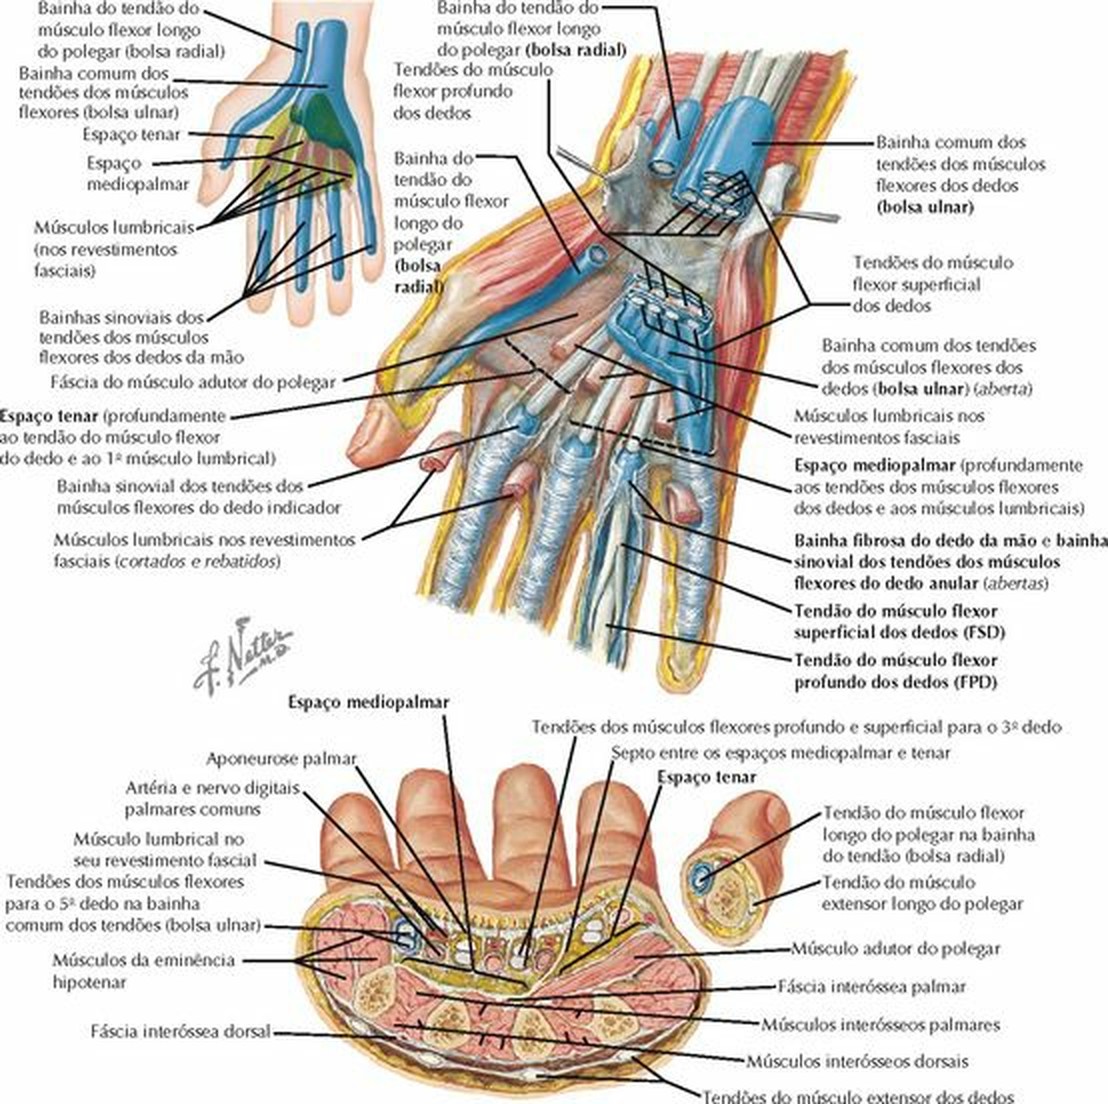 Bainha do tendão do
músculo flexor longo
do polegar (bolsa radial)
Bainha comum dos
tendões dos músculos
flexores (bolsa ulnar)
Espaço tenar
Espaço
mediopalmar
Músculos lumbricais
(nos revestimentos
fasciais)
Bainhas sinoviais dos
tendões dos músculos
flexores dos dedos da mão
Fáscia do músculo adutor do polegar
Espaço tenar (profundamente
ao tendão do músculo flexor
do dedo e ao 1º músculo lumbrical)
Bainha sinovial dos tendões dos
músculos flexores do dedo indicador
Músculos lumbricais nos revestimentos
fasciais (cortados e rebatidos)
Bainha do tendão do
músculo flexor longo
do polegar (bolsa radial)
Tendões do músculo
flexor profundo
dos dedos
Bainha do
tendão do
músculo flexor
longo do
polegar
(bolsa
radial)
Bainha comum dos
tendões dos músculos
flexores dos dedos
(bolsa ulnar)
Tendões do músculo
flexor superficial
dos dedos
Bainha comum dos tendões
dos músculos flexores dos
dedos (bolsa ulnar) (aberta)
Músculos lumbricais nos
revestimentos fasciais
Espaço mediopalmar (profundamente
aos tendões dos músculos flexores
dos dedos e aos músculos lumbricais)
Bainha fibrosa do dedo da mão e bainha
sinovial dos tendões dos músculos
flexores do dedo anular (abertas)
Tendão do músculo flexor
superficial dos dedos (FSD)
Tendão do músculo flexor
profundo dos dedos (FPD)
F. Netter
M.D.
Espaço mediopalmar
Aponeurose palmar
Artéria e nervo digitais
palmares comuns
Músculo lumbrical no
seu revestimento fascial
Tendões dos músculos flexores
para o 5º dedo na bainha
comum dos tendões (bolsa ulnar)
Músculos da eminência
hipotenar
Fáscia interóssea dorsal
Tendões dos músculos flexores profundo e superficial para o 3º dedo
Septo entre os espaços mediopalmar e tenar
Espaço tenar
Tendão do músculo flexor
longo do polegar na bainha
do tendão (bolsa radial)
Tendão do músculo
extensor longo do polegar
Músculo adutor do polegar
Fáscia interóssea palmar
Músculos interósseos palmares
Músculos interósseos dorsais
Tendões do músculo extensor dos dedos